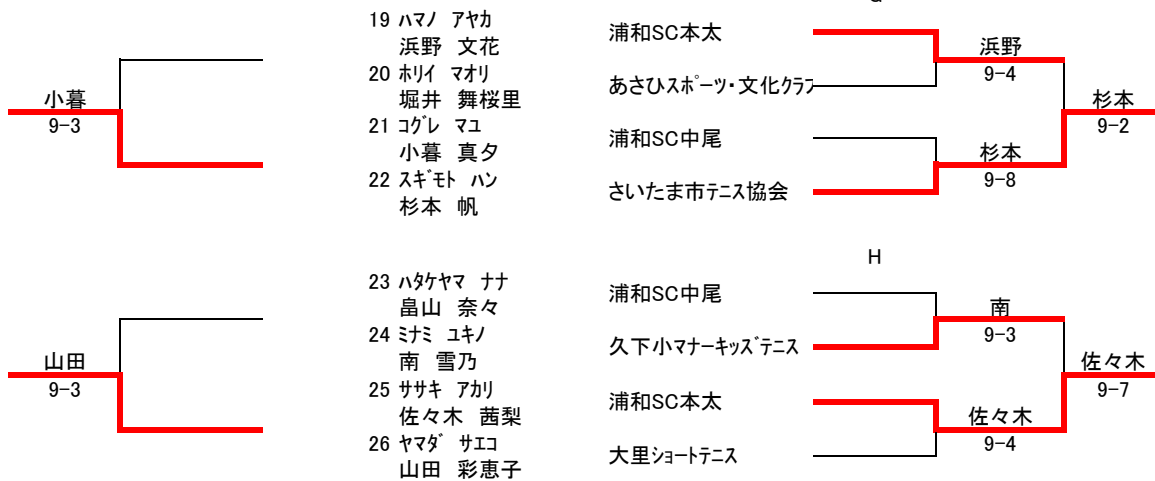 G
19 ハマノ アヤカ 浦和SC本太
浜野 文花 浜野
9-4
20 ホリイ マオリ あさひスポーツ・文化クラブ
堀井 舞桜里
小暮 杉本
9-3 9-2
21 コグレ マユ 浦和SC中尾
小暮 真夕 杉本
9-8
22 スギモト ハン さいたま市テニス協会
杉本 帆
H
23 ハタケヤマ ナナ 浦和SC中尾
畠山 奈々 南
9-3
24 ミナミ ユキノ 久下小マナーキッズテニス
南 雪乃
山田 佐々木
9-3 9-7
25 ササキ アカリ 浦和SC本太
佐々木 茜梨 佐々木
9-4
26 ヤマダ サエコ 大里ショートテニス
山田 彩恵子